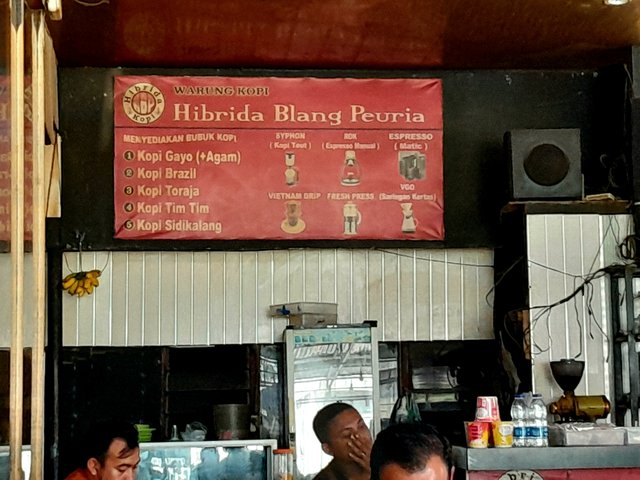 Hibrida
Kopi
WARUNG KOPI
Hibrida Blang Peuria
MENYEDIAKAN BUBUK KOPI
1 Kopi Gayo (+Agam)
2 Kopi Brazil
3 Kopi Toraja
4 Kopi Tim Tim
5 Kopi Sidikalang
SYPHON
( Kopi Tout )
ROK
(Espresso Manual)
ESPRESSO
( Matic )
VIETNAM DRIP
FRESH PRESS
V60
(Saringan Kertas)